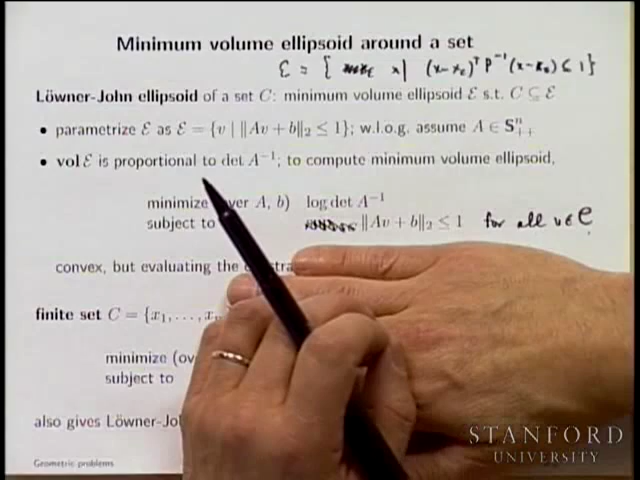 Minimum volume ellipsoid around a set
ℰ = { x | (x-x_c)ᵀ P⁻¹ (x-x_c) ≤ 1}
Löwner-John ellipsoid of a set C: minimum volume ellipsoid ℰ s.t. C ⊆ ℰ
• parametrize ℰ as ℰ = {v | ‖Av + b‖₂ ≤ 1}; w.l.o.g. assume A ∈ Sⁿ₊₊
• vol ℰ is proportional to det A⁻¹; to compute minimum volume ellipsoid,
minimize over A, b) log det A⁻¹
subject to ‖Av + b‖₂ ≤ 1 for all v ∈ C
convex, but evaluating the
finite set C = {x₁, . . . , x
minimize (ov
subject to
also gives Löwner-Jo
Geometric problems
STANFORD
UNIVERSITY